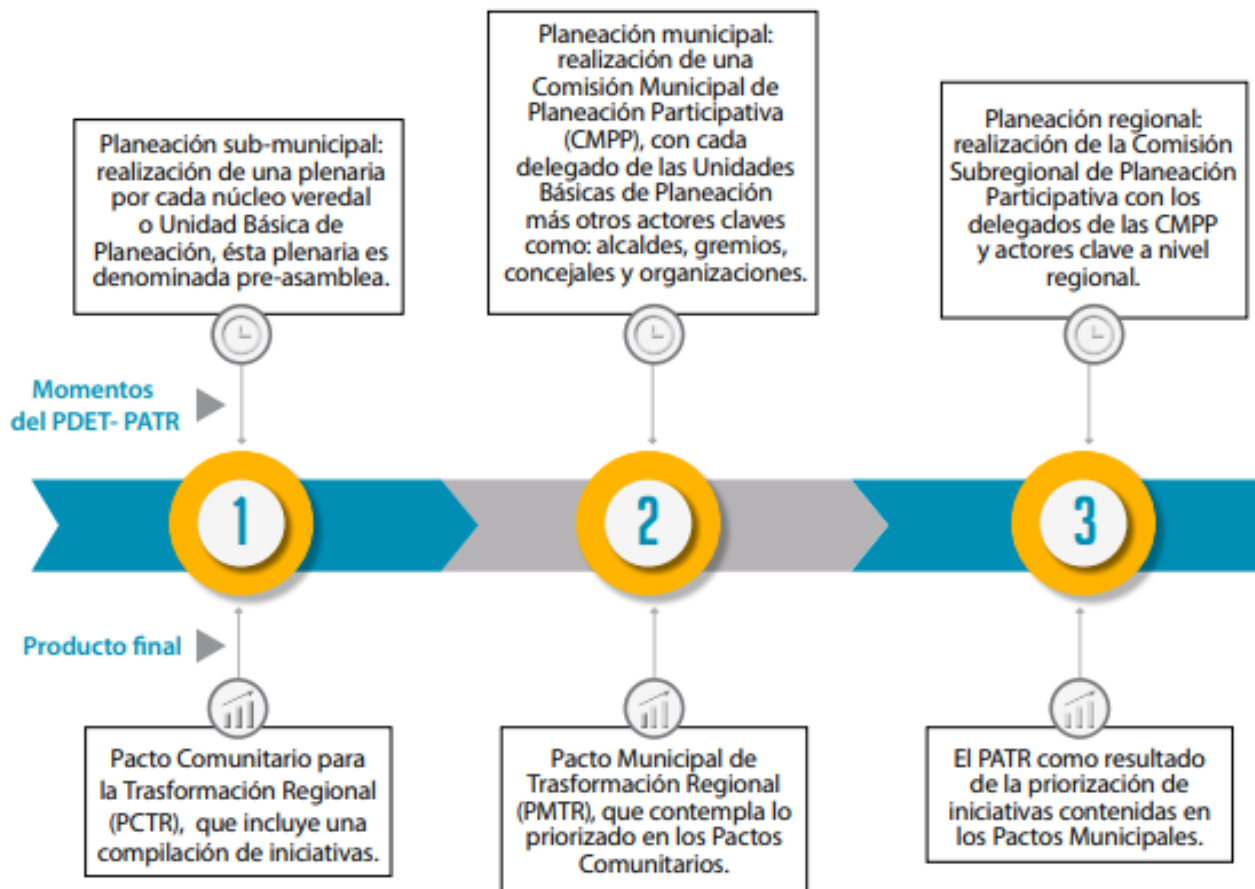 Planeación sub-municipal:
realización de una plenaria
por cada núcleo veredal
o Unidad Básica de
Planeación, ésta plenaria es
denominada pre-asamblea.
Planeación municipal:
realización de una
Comisión Municipal de
Planeación Participativa
(CMPP), con cada
delegado de las Unidades
Básicas de Planeación
más otros actores claves
como: alcaldes, gremios,
concejales y organizaciones.
Planeación regional:
realización de la Comisión
Subregional de Planeación
Participativa con los
delegados de las CMPP
y actores clave a nivel
regional.
Momentos
del PDET- PATR
1
2
3
Producto final
Pacto Comunitario para
la Trasformación Regional
(PCTR), que incluye una
compilación de iniciativas.
Pacto Municipal de
Trasformación Regional
(PMTR), que contempla lo
priorizado en los Pactos
Comunitarios.
El PATR como resultado
de la priorización de
iniciativas contenidas en
los Pactos Municipales.